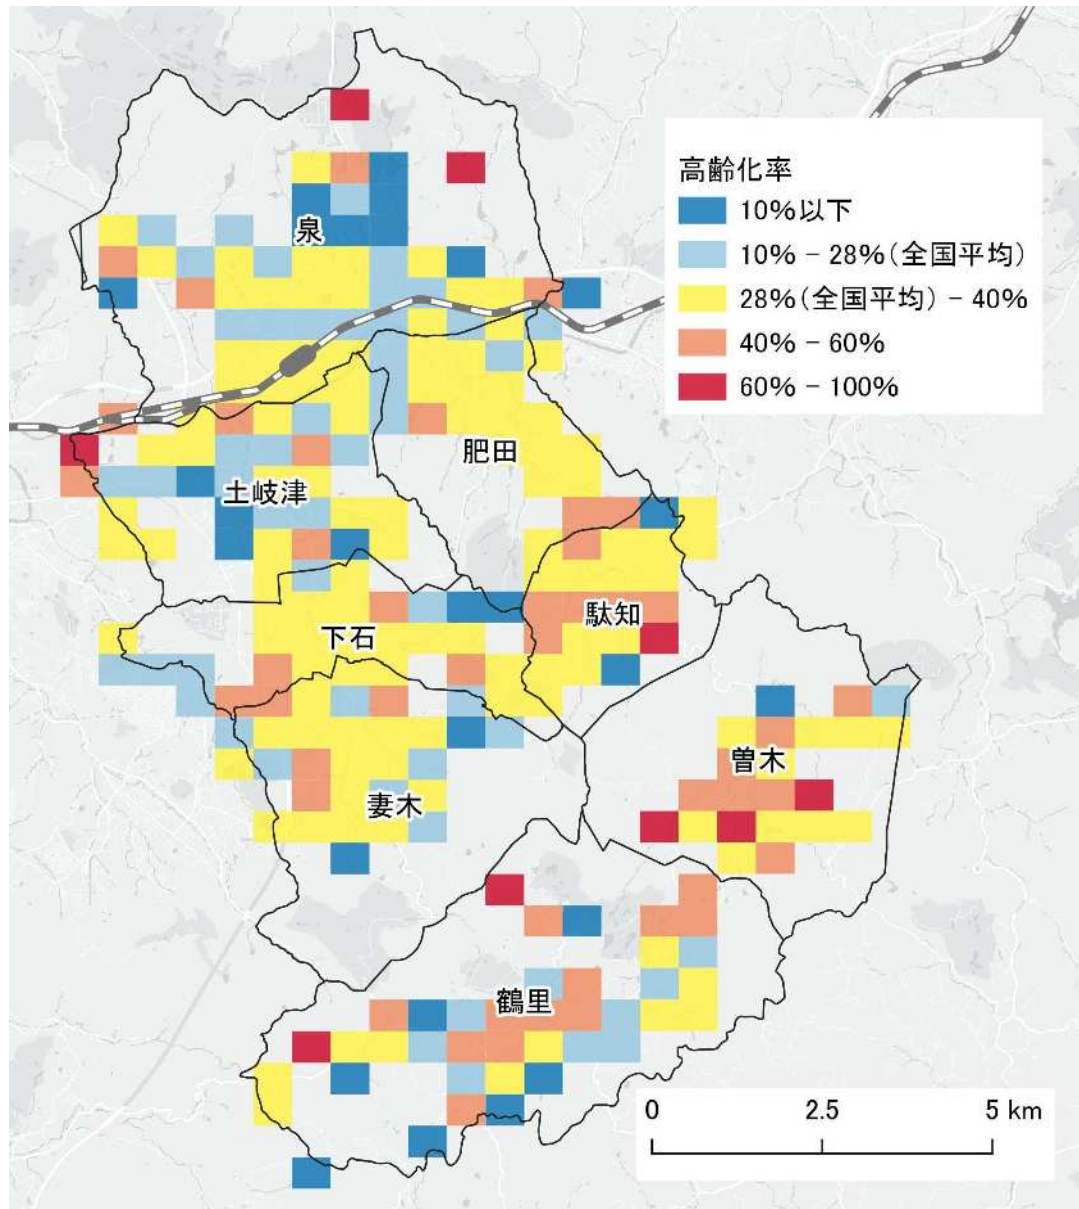 高齢化率
10%以下
10% - 28%(全国平均)
28%(全国平均) - 40%
40% - 60%
60% - 100%
泉
肥田
土岐津
駄知
下石
曽木
妻木
鶴里
0 2.5 5 km